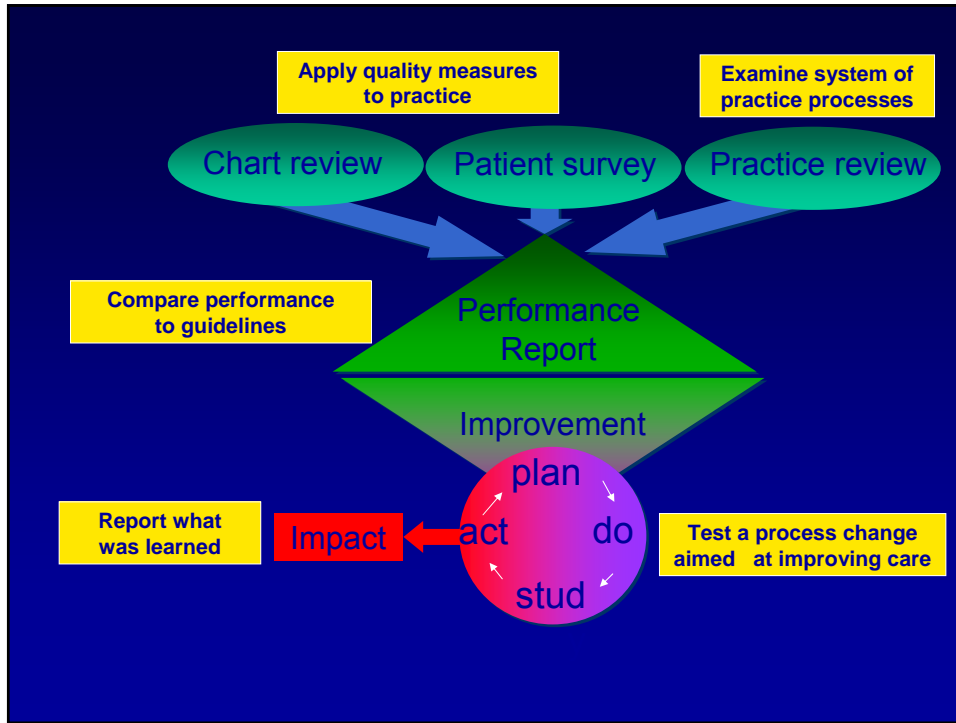 Apply quality measures
to practice
Examine system of
practice processes
Chart review
Patient survey
Practice review
Compare performance
to guidelines
Performance
Report
Improvement
plan
Report what
was learned
Impact
act
do
Test a process change
aimed at improving care
stud